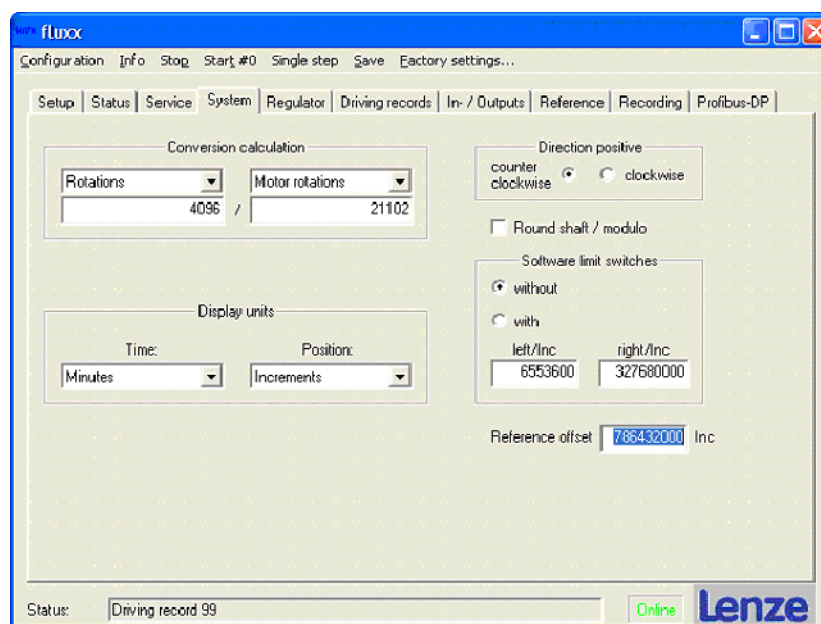 fluxx
Configuration Info Stop Start #0 Single step Save Factory settings...
Setup Status Service System Regulator Driving records In- / Outputs Reference Recording Profibus-DP
Conversion calculation
Rotations Motor rotations
4096 / 21102
Direction positive
counter clockwise clockwise
Round shaft / modulo
Software limit switches
without
with
left/Inc right/Inc
6553600 327680000
Display units
Time: Position:
Minutes Increments
Reference offset 786432000 Inc
Status: Driving record 99 Online Lenze